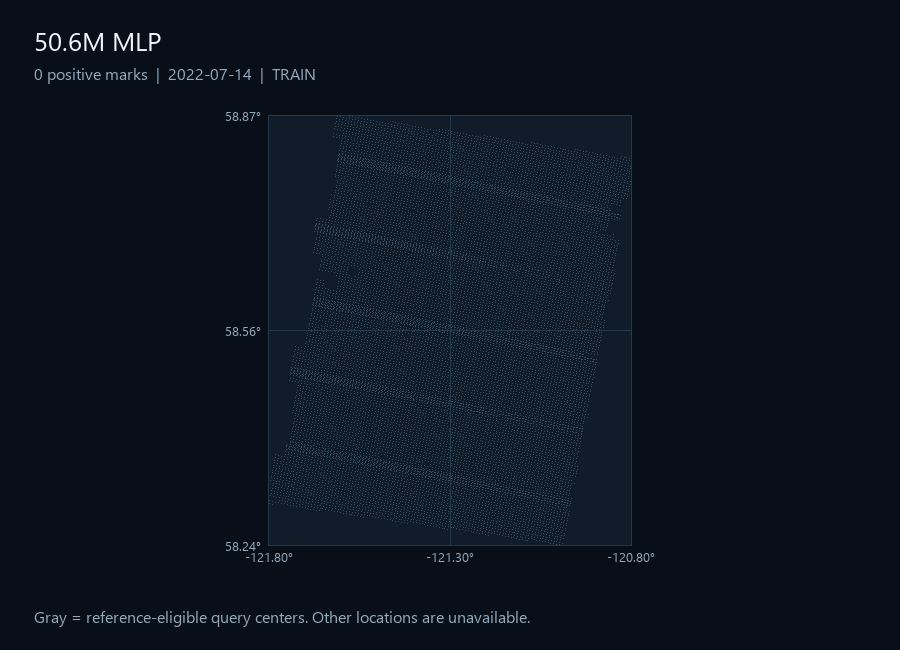 50.6M MLP
0 positive marks | 2022-07-14 | TRAIN
58.87°
58.56°
58.24°
-121.80° -121.30° -120.80°
Gray = reference-eligible query centers. Other locations are unavailable.